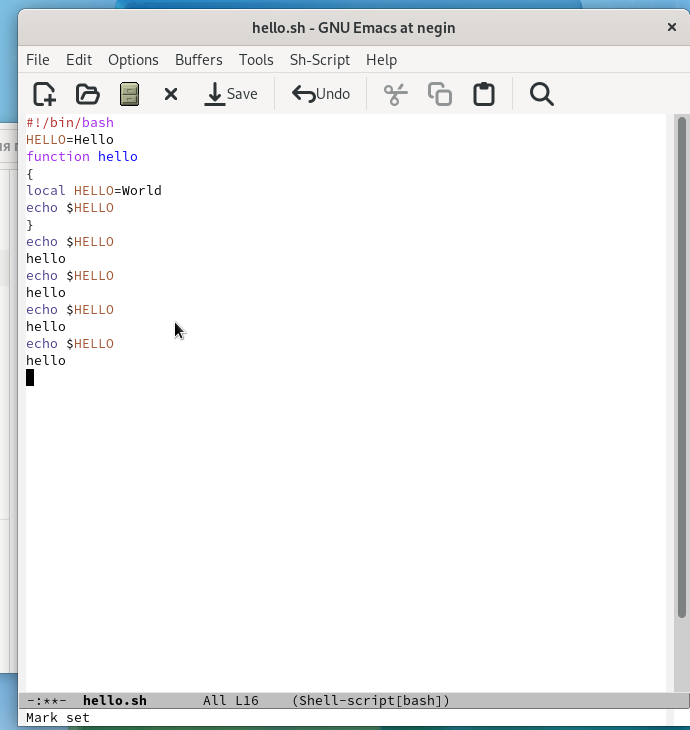 hello.sh - GNU Emacs at negin
File Edit Options Buffers Tools Sh-Script Help
Save Undo
#!/bin/bash
HELLO=Hello
function hello
{
local HELLO=World
echo $HELLO
}
echo $HELLO
hello
echo $HELLO
hello
echo $HELLO
hello
echo $HELLO
hello
-:**- hello.sh All L16 (Shell-script[bash])
Mark set